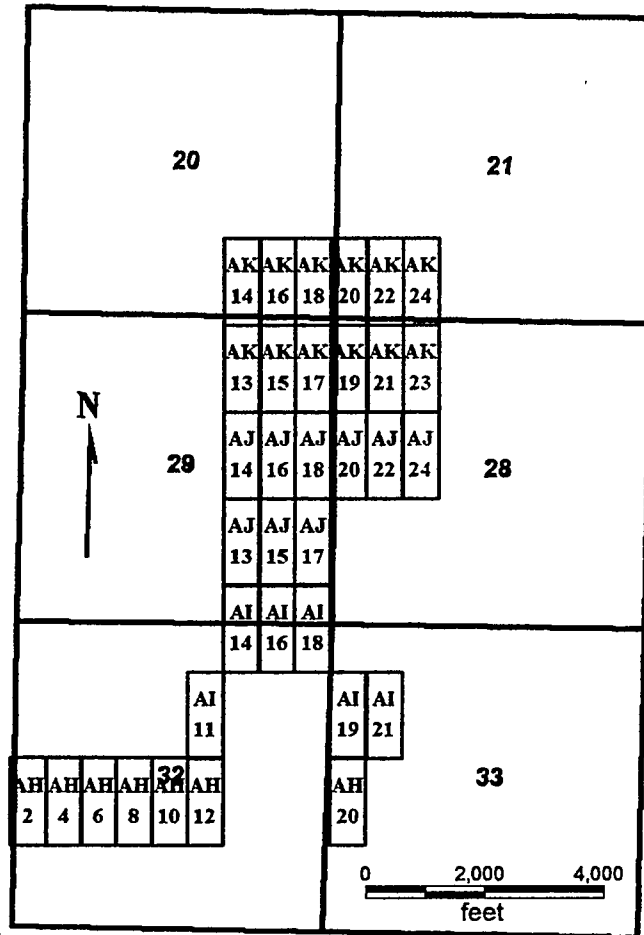 20 21
AK AK AK AK AK AK
14 16 18 20 22 24
AK AK AK AK AK AK
13 15 17 19 21 23
N
AJ AJ AJ AJ AJ AJ
29 14 16 18 20 22 24 28
AJ AJ AJ
13 15 17
AI AI AI
14 16 18
AI AI AI
11 19 21
32 33
AH AH AH AH AH AH AH
2 4 6 8 10 12 20
0 2,000 4,000
feet